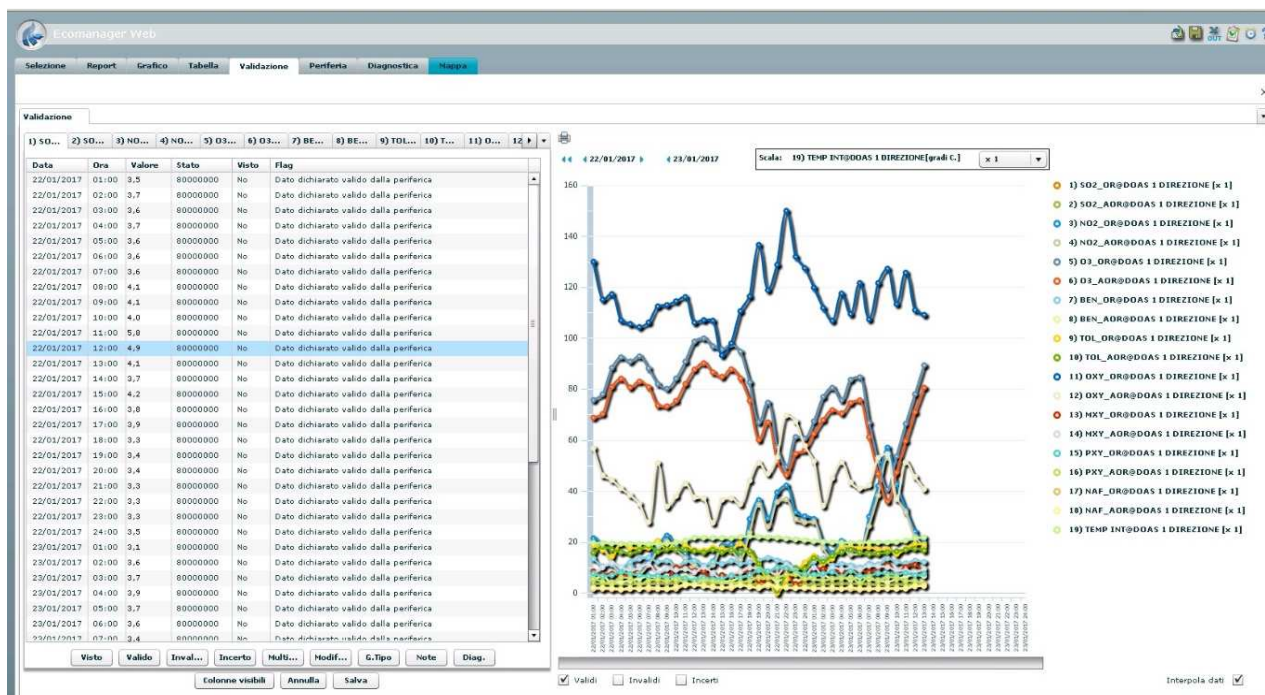 Ecomanager Web
OUT
Selezione Report Grafico Tabella Validazione Periferia Diagnostica Mappa
Validazione
1) SO... 2) SO... 3) NO... 4) NO... 5) O3... 6) O3... 7) BE... 8) BE... 9) TOL... 10) T... 11) O... 12
Data Ora Valore Stato Visto Flag
22/01/2017 01:00 3,5 80000000 No Dato dichiarato valido dalla periferica
22/01/2017 02:00 3,7 80000000 No Dato dichiarato valido dalla periferica
22/01/2017 03:00 3,6 80000000 No Dato dichiarato valido dalla periferica
22/01/2017 04:00 3,7 80000000 No Dato dichiarato valido dalla periferica
22/01/2017 05:00 3,6 80000000 No Dato dichiarato valido dalla periferica
22/01/2017 06:00 3,6 80000000 No Dato dichiarato valido dalla periferica
22/01/2017 07:00 3,6 80000000 No Dato dichiarato valido dalla periferica
22/01/2017 08:00 4,1 80000000 No Dato dichiarato valido dalla periferica
22/01/2017 09:00 4,1 80000000 No Dato dichiarato valido dalla periferica
22/01/2017 10:00 4,0 80000000 No Dato dichiarato valido dalla periferica
22/01/2017 11:00 5,8 80000000 No Dato dichiarato valido dalla periferica
22/01/2017 12:00 4,9 80000000 No Dato dichiarato valido dalla periferica
22/01/2017 13:00 4,1 80000000 No Dato dichiarato valido dalla periferica
22/01/2017 14:00 3,7 80000000 No Dato dichiarato valido dalla periferica
22/01/2017 15:00 4,2 80000000 No Dato dichiarato valido dalla periferica
22/01/2017 16:00 3,8 80000000 No Dato dichiarato valido dalla periferica
22/01/2017 17:00 3,9 80000000 No Dato dichiarato valido dalla periferica
22/01/2017 18:00 3,3 80000000 No Dato dichiarato valido dalla periferica
22/01/2017 19:00 3,4 80000000 No Dato dichiarato valido dalla periferica
22/01/2017 20:00 3,4 80000000 No Dato dichiarato valido dalla periferica
22/01/2017 21:00 3,3 80000000 No Dato dichiarato valido dalla periferica
22/01/2017 22:00 3,3 80000000 No Dato dichiarato valido dalla periferica
22/01/2017 23:00 3,3 80000000 No Dato dichiarato valido dalla periferica
22/01/2017 24:00 3,5 80000000 No Dato dichiarato valido dalla periferica
23/01/2017 01:00 3,1 80000000 No Dato dichiarato valido dalla periferica
23/01/2017 02:00 3,6 80000000 No Dato dichiarato valido dalla periferica
23/01/2017 03:00 3,7 80000000 No Dato dichiarato valido dalla periferica
23/01/2017 04:00 3,9 80000000 No Dato dichiarato valido dalla periferica
23/01/2017 05:00 3,7 80000000 No Dato dichiarato valido dalla periferica
23/01/2017 06:00 3,6 80000000 No Dato dichiarato valido dalla periferica
23/01/2017 07:00 3,4 80000000 No Dato dichiarato valido dalla periferica
Visto Valido Inval... Incerto Multi... Modif... G.Tipo Note Diag.
Colonne visibili Annulla Salva
22/01/2017 23/01/2017 Scala: 19) TEMP INT@DOAS 1 DIREZIONE[gradi C.] x 1
160
140
120
100
80
60
40
20
0
1) SO2_OR@DOAS 1 DIREZIONE [x 1]
2) SO2_AOR@DOAS 1 DIREZIONE [x 1]
3) NO2_OR@DOAS 1 DIREZIONE [x 1]
4) NO2_AOR@DOAS 1 DIREZIONE [x 1]
5) O3_OR@DOAS 1 DIREZIONE [x 1]
6) O3_AOR@DOAS 1 DIREZIONE [x 1]
7) BEN_OR@DOAS 1 DIREZIONE [x 1]
8) BEN_AOR@DOAS 1 DIREZIONE [x 1]
9) TOL_OR@DOAS 1 DIREZIONE [x 1]
10) TOL_AOR@DOAS 1 DIREZIONE [x 1]
11) OXY_OR@DOAS 1 DIREZIONE [x 1]
12) OXY_AOR@DOAS 1 DIREZIONE [x 1]
13) MXY_OR@DOAS 1 DIREZIONE [x 1]
14) MXY_AOR@DOAS 1 DIREZIONE [x 1]
15) PXY_OR@DOAS 1 DIREZIONE [x 1]
16) PXY_AOR@DOAS 1 DIREZIONE [x 1]
17) NAF_OR@DOAS 1 DIREZIONE [x 1]
18) NAF_AOR@DOAS 1 DIREZIONE [x 1]
19) TEMP INT@DOAS 1 DIREZIONE [x 1]
Validi Invalidi Incerti Interpola dati